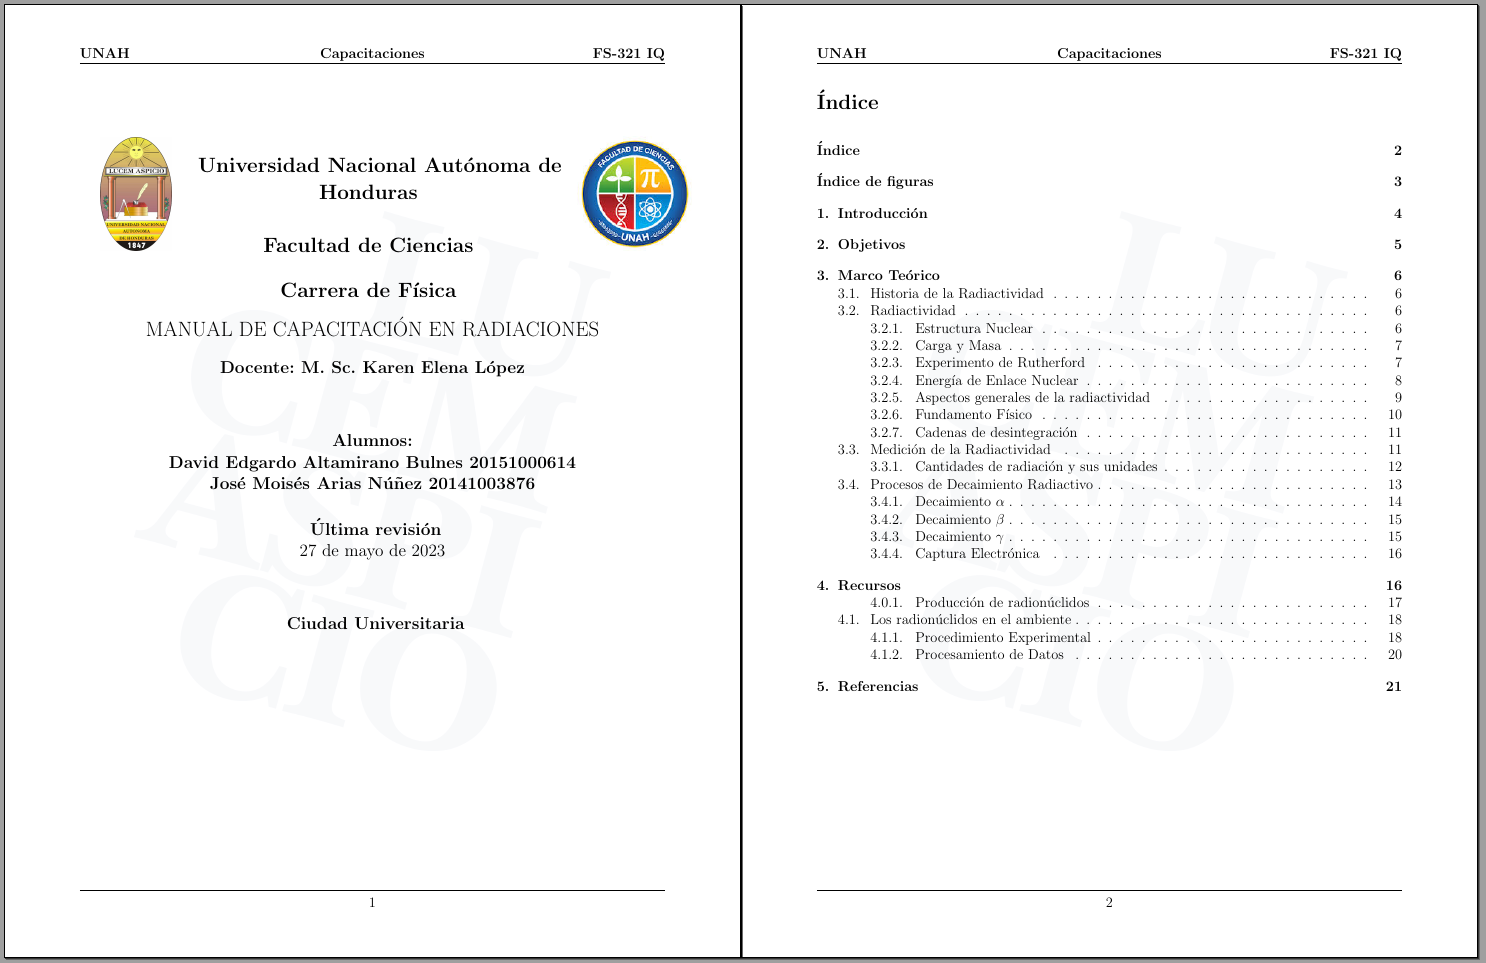 UNAH Capacitaciones FS-321 IQ
LUCEM ASPICIO
UNIVERSIDAD NACIONAL
AUTÓNOMA
DE HONDURAS
1847
Universidad Nacional Autónoma de
Honduras
FACULTAD DE CIENCIAS
π
UNAH
Facultad de Ciencias
Carrera de Física
MANUAL DE CAPACITACIÓN EN RADIACIONES
Docente: M. Sc. Karen Elena López
Alumnos:
David Edgardo Altamirano Bulnes 20151000614
José Moisés Arias Núñez 20141003876
Última revisión
27 de mayo de 2023
Ciudad Universitaria
LU
CEM
ASPI
CIO
1
UNAH Capacitaciones FS-321 IQ
Índice
Índice 2
Índice de figuras 3
1. Introducción 4
2. Objetivos 5
3. Marco Teórico 6
3.1. Historia de la Radiactividad 6
3.2. Radiactividad 6
3.2.1. Estructura Nuclear 6
3.2.2. Carga y Masa 7
3.2.3. Experimento de Rutherford 7
3.2.4. Energía de Enlace Nuclear 8
3.2.5. Aspectos generales de la radiactividad 9
3.2.6. Fundamento Físico 10
3.2.7. Cadenas de desintegración 11
3.3. Medición de la Radiactividad 11
3.3.1. Cantidades de radiación y sus unidades 12
3.4. Procesos de Decaimiento Radiactivo 13
3.4.1. Decaimiento α 14
3.4.2. Decaimiento β 15
3.4.3. Decaimiento γ 15
3.4.4. Captura Electrónica 16
4. Recursos 16
4.0.1. Producción de radionúclidos 17
4.1. Los radionúclidos en el ambiente 18
4.1.1. Procedimiento Experimental 18
4.1.2. Procesamiento de Datos 20
5. Referencias 21
LU
CEM
ASPI
CIO
2